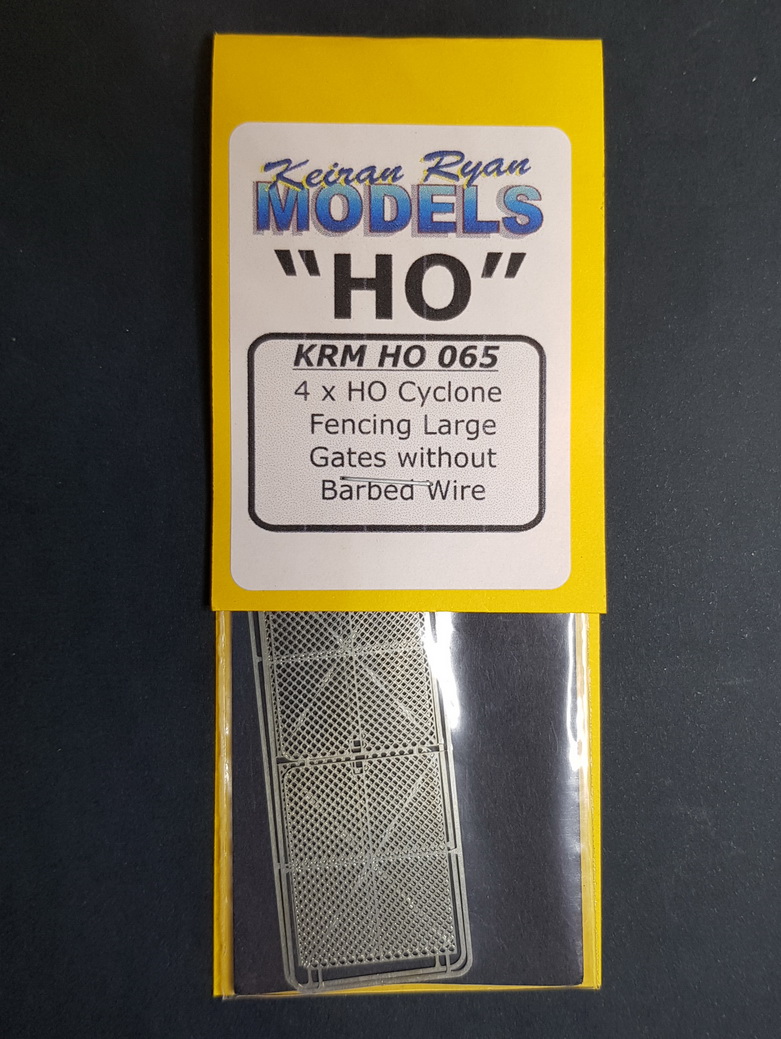 Keiran Ryan
MODELS
"HO"
KRM HO 065
4 x HO Cyclone
Fencing Large
Gates without
Barbed Wire